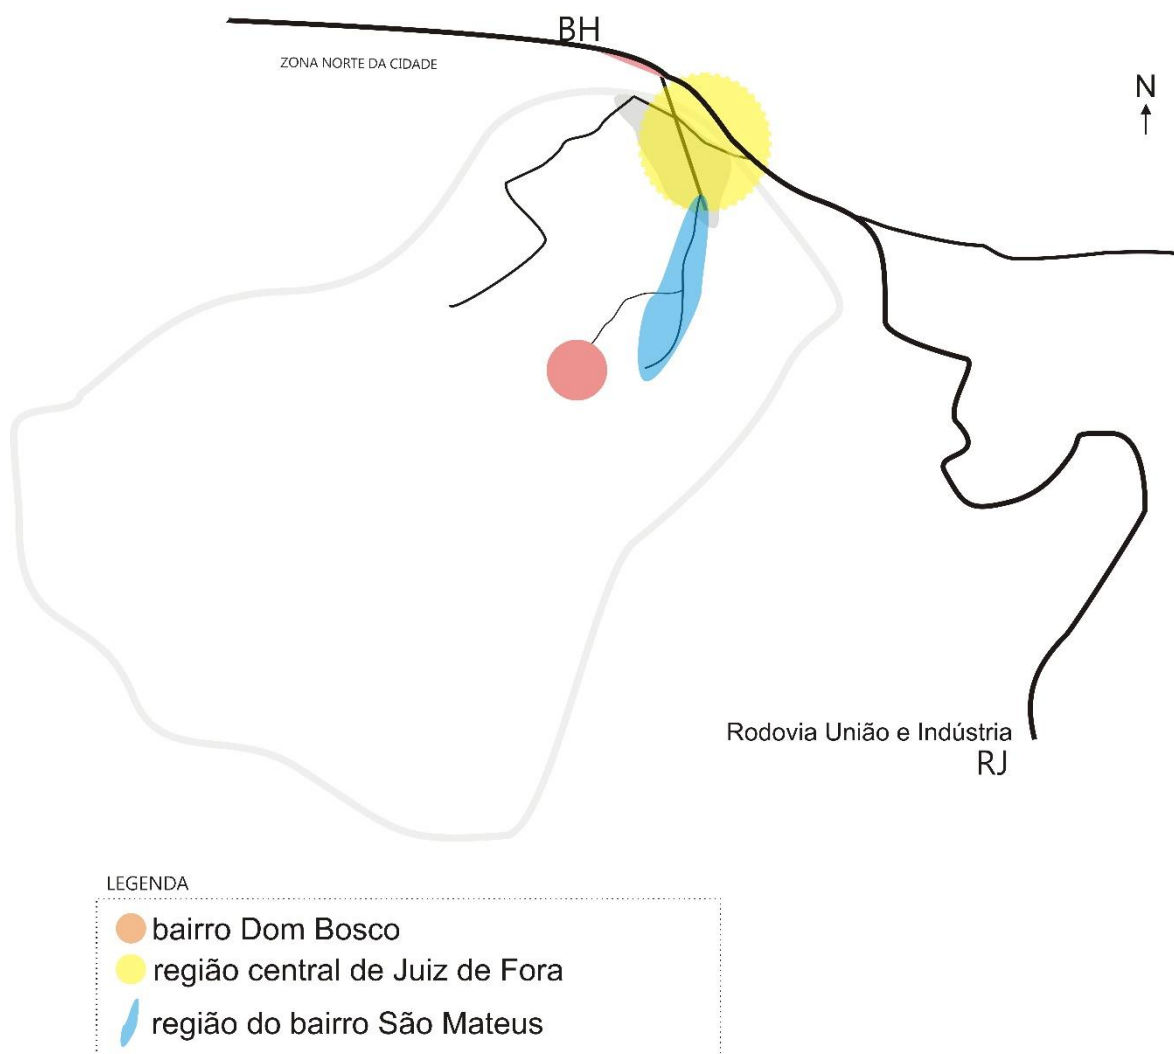 BH
ZONA NORTE DA CIDADE
N
Rodovia União e Indústria
RJ
LEGENDA
bairro Dom Bosco
região central de Juiz de Fora
região do bairro São Mateus